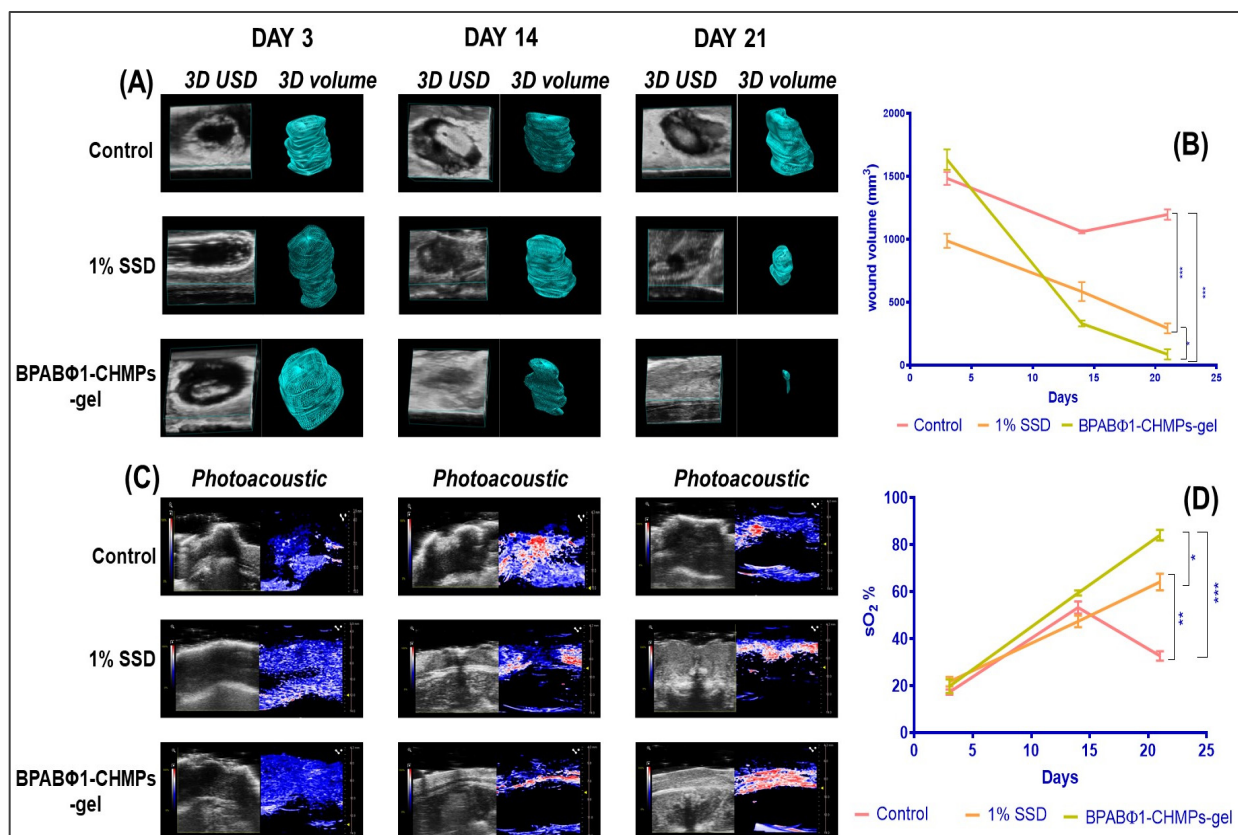 DAY 3 DAY 14 DAY 21
(A) 3D USD 3D volume 3D USD 3D volume 3D USD 3D volume
Control
1% SSD
BPABΦ1-CHMPs
-gel
(B)
wound volume (mm³)
2000
1500
1000
500
0
0 5 10 15 20 25
Days
*** *** *
Control 1% SSD BPABΦ1-CHMPs-gel
(C) Photoacoustic Photoacoustic Photoacoustic
Control
1% SSD
BPABΦ1-CHMPs
-gel
(D)
sO₂ %
100
80
60
40
20
0
0 5 10 15 20 25
Days
* ** ***
Control 1% SSD BPABΦ1-CHMPs-gel